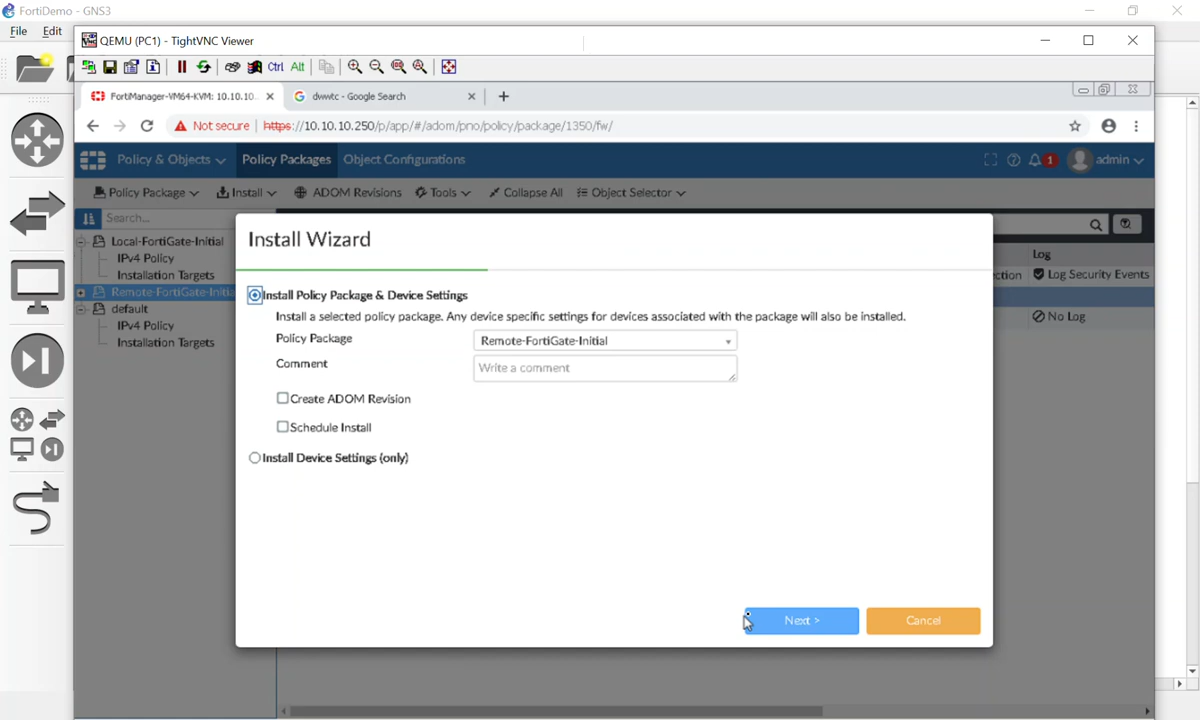 FortiDemo - GNS3
File Edit
QEMU (PC1) - TightVNC Viewer
Ctrl Alt
FortiManager-VM64-KVM: 10.10.10.
dwwtc - Google Search
Not secure | https://10.10.10.250/p/app/#/adom/pno/policy/package/1350/fw/
Policy & Objects Policy Packages Object Configurations
1 admin
Policy Package Install ADOM Revisions Tools Collapse All Object Selector
Search...
Local-FortiGate-Initial
IPv4 Policy
Installation Targets
Remote-FortiGate-Initia
default
IPv4 Policy
Installation Targets
Log
ction Log Security Events
No Log
Install Wizard
Install Policy Package & Device Settings
Install a selected policy package. Any device specific settings for devices associated with the package will also be installed.
Policy Package Remote-FortiGate-Initial
Comment Write a comment
Create ADOM Revision
Schedule Install
Install Device Settings (only)
Next > Cancel